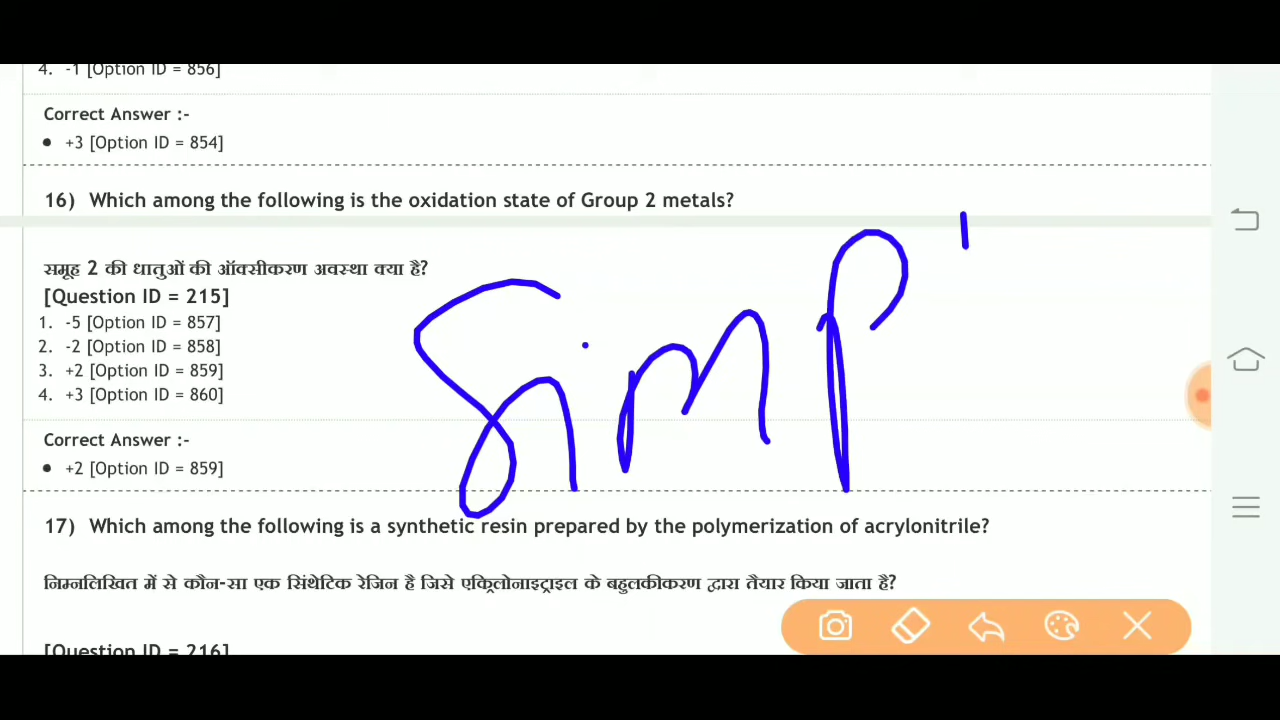 4. -1 [Option ID = 856]
Correct Answer :-
• +3 [Option ID = 854]
16) Which among the following is the oxidation state of Group 2 metals?
समूह 2 की धातुओं की ऑक्सीकरण अवस्था क्या है?
[Question ID = 215]
1. -5 [Option ID = 857]
2. -2 [Option ID = 858]
3. +2 [Option ID = 859]
4. +3 [Option ID = 860]
Simp
Correct Answer :-
• +2 [Option ID = 859]
17) Which among the following is a synthetic resin prepared by the polymerization of acrylonitrile?
निम्नलिखित में से कौन-सा एक सिंथेटिक रेजिन है जिसे एक्रिलोनाइट्राइल के बहुलकीकरण द्वारा तैयार किया जाता है?
[Question ID = 216]